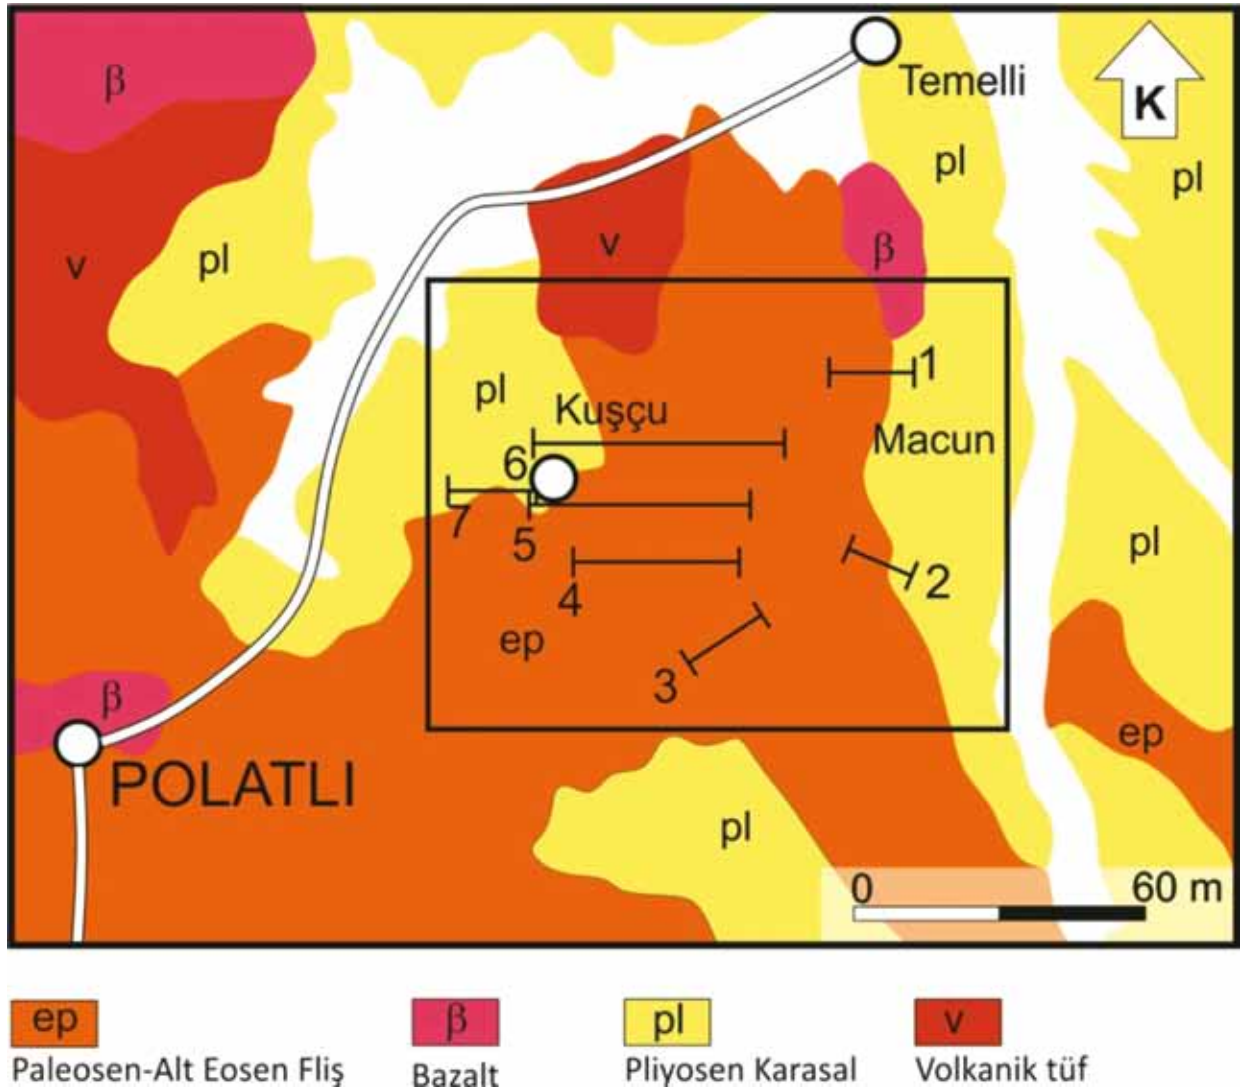 β
Temelli
K
pl
pl
v
pl
v
β
pl
1
Kuşçu
Macun
6
7
5
pl
2
4
ep
3
β
ep
POLATLI
pl
0 60 m
ep β pl v
Paleosen-Alt Eosen Fliş Bazalt Pliyosen Karasal Volkanik tüf